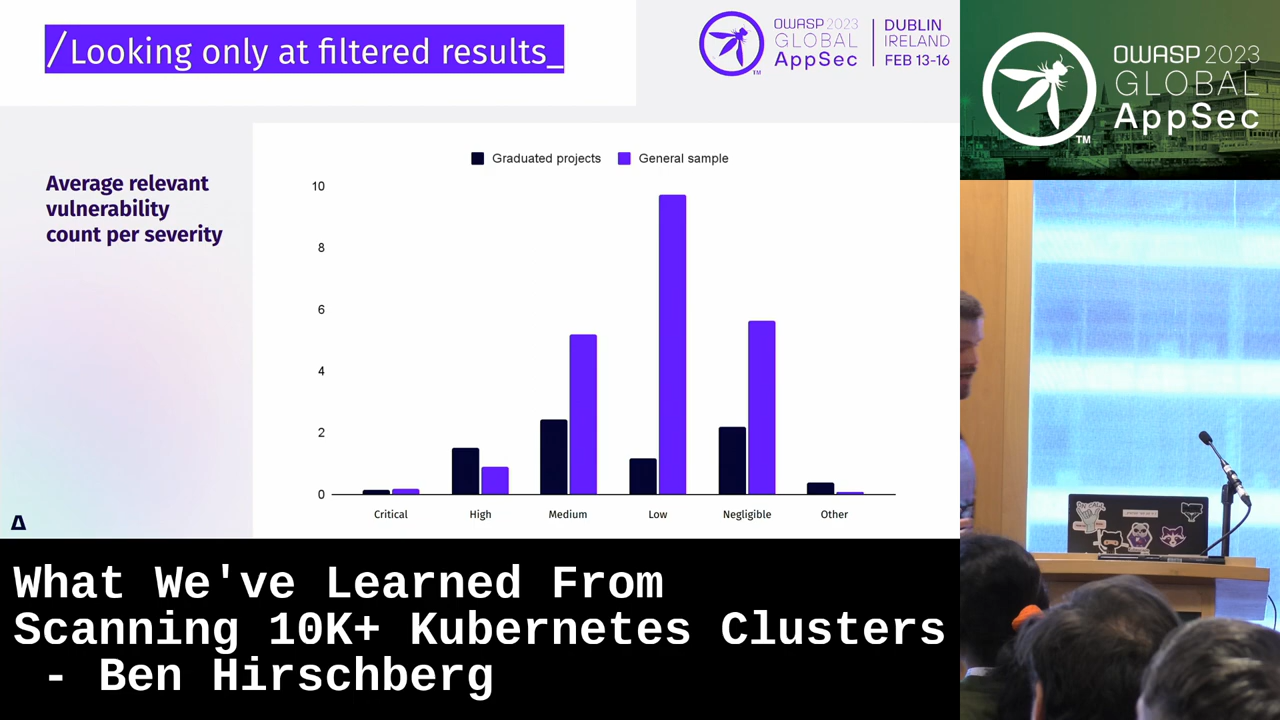 /Looking only at filtered results_
OWASP 2023
GLOBAL
AppSec
TM
DUBLIN
IRELAND
FEB 13-16
Average relevant
vulnerability
count per severity
Graduated projects
General sample
10
8
6
4
2
0
Critical
High
Medium
Low
Negligible
Other
What We've Learned From
Scanning 10K+ Kubernetes Clusters
- Ben Hirschberg
OWASP 2023
GLOBAL
AppSec
TM